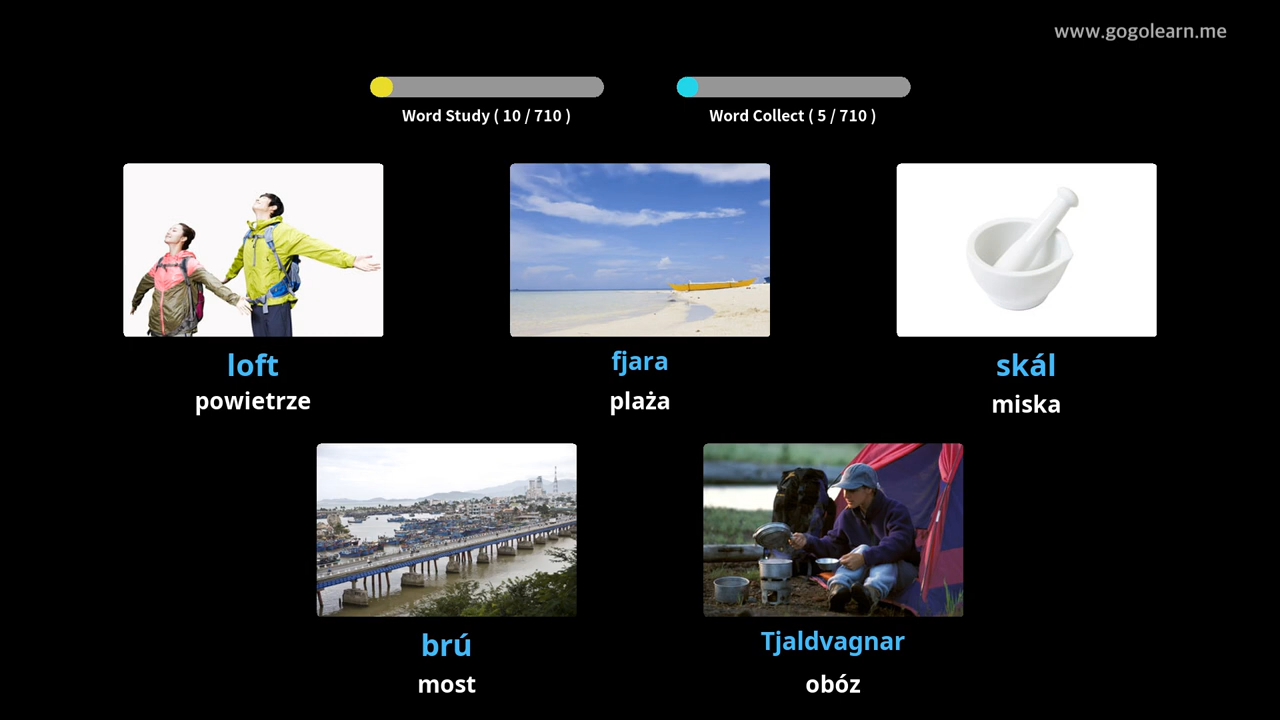 www.gogolearn.me
Word Study ( 10 / 710 )
Word Collect ( 5 / 710 )
loft
powietrze
fjara
plaża
skál
miska
brú
most
Tjaldvagnar
obóz